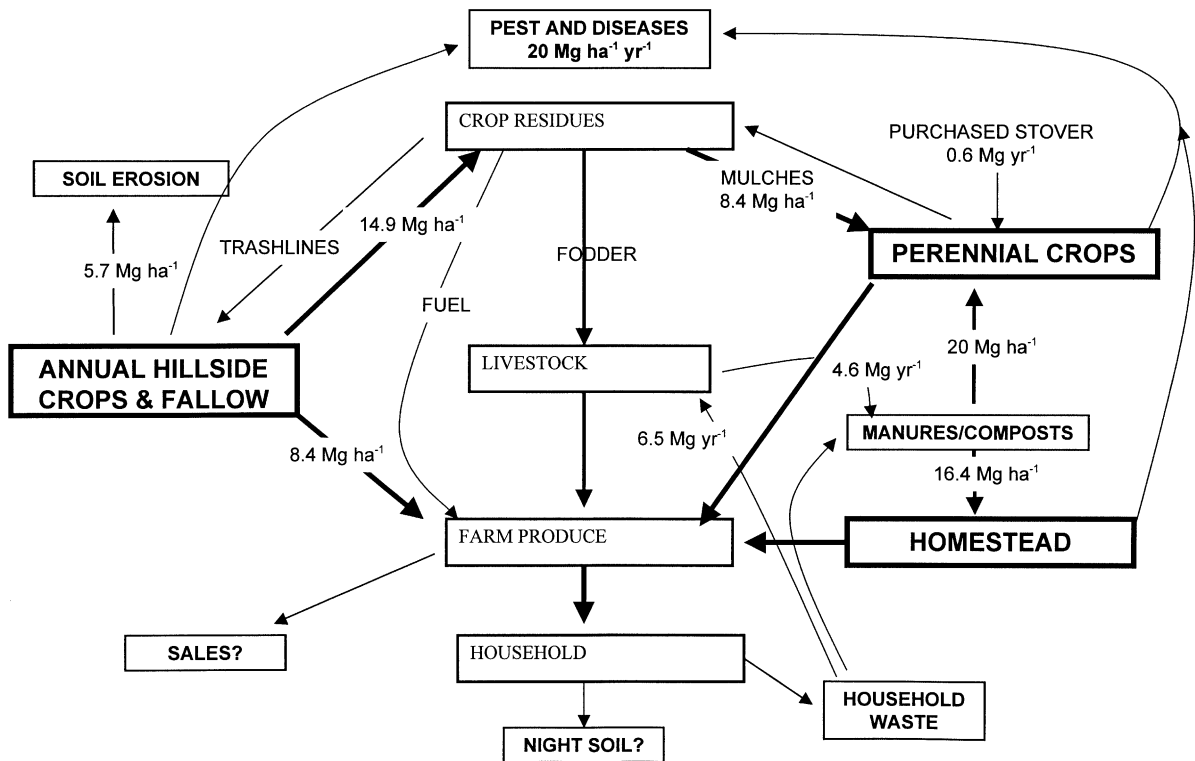 PEST AND DISEASES
20 Mg ha⁻¹ yr⁻¹
CROP RESIDUES
PURCHASED STOVER
0.6 Mg yr⁻¹
SOIL EROSION
MULCHES
8.4 Mg ha⁻¹
14.9 Mg ha⁻¹
TRASHLINES
FODDER
PERENNIAL CROPS
5.7 Mg ha⁻¹
FUEL
ANNUAL HILLSIDE
CROPS & FALLOW
LIVESTOCK
20 Mg ha⁻¹
4.6 Mg yr⁻¹
6.5 Mg yr⁻¹
MANURES/COMPOSTS
8.4 Mg ha⁻¹
16.4 Mg ha⁻¹
FARM PRODUCE
HOMESTEAD
SALES?
HOUSEHOLD
HOUSEHOLD
WASTE
NIGHT SOIL?